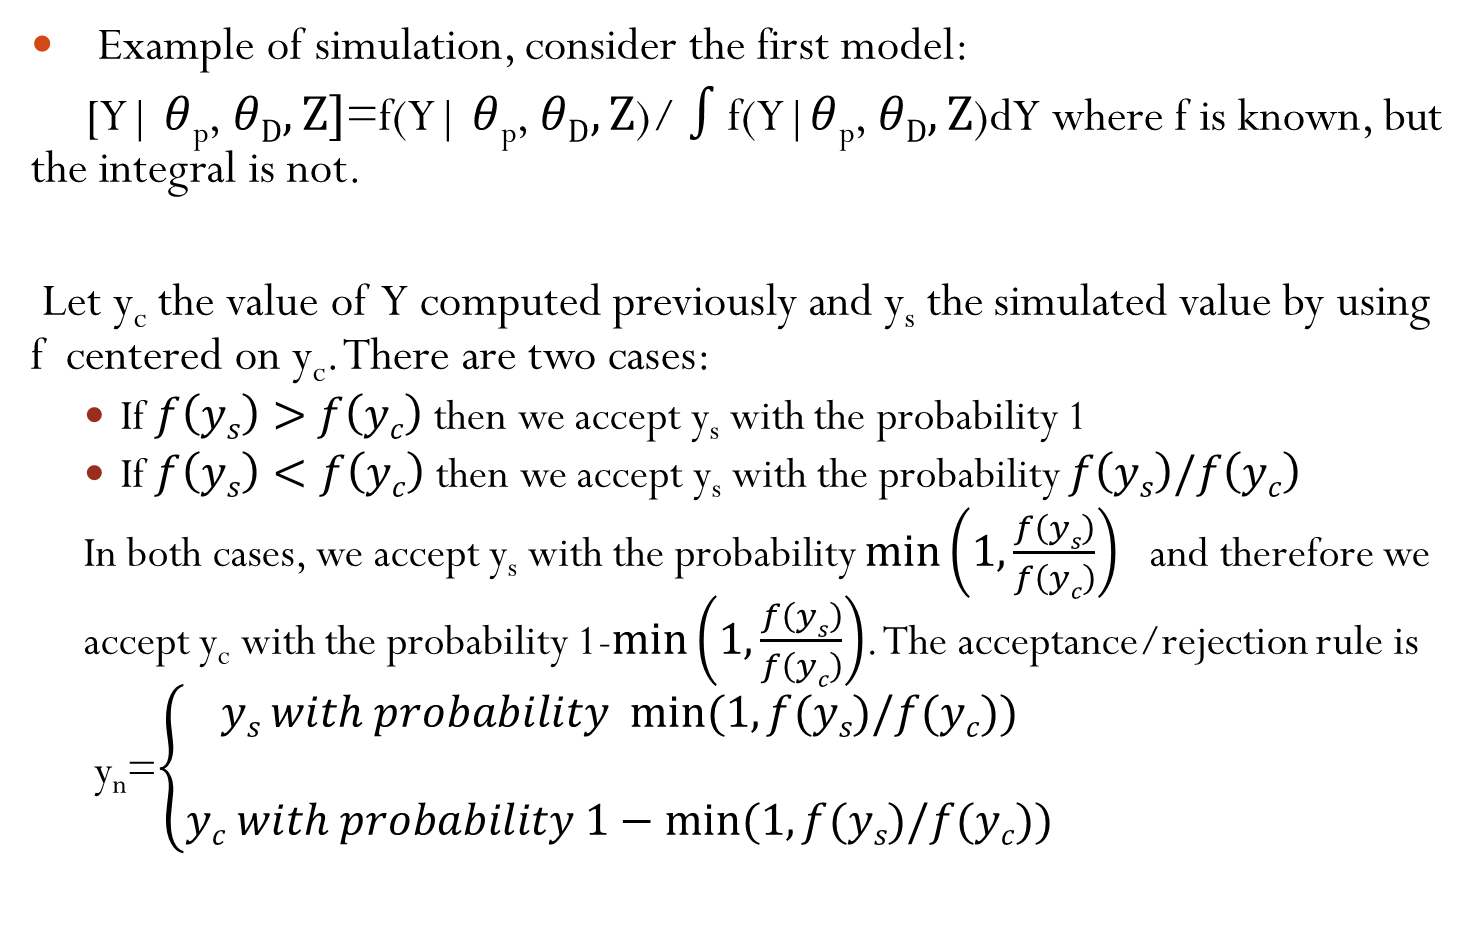 • Example of simulation, consider the first model:
[Y| θp, θD, Z]=f(Y| θp, θD, Z)/ ∫ f(Y|θp, θD, Z)dY where f is known, but
the integral is not.
Let yc the value of Y computed previously and ys the simulated value by using
f centered on yc. There are two cases:
• If f(ys) > f(yc) then we accept ys with the probability 1
• If f(ys) < f(yc) then we accept ys with the probability f(ys)/f(yc)
In both cases, we accept ys with the probability min(1, f(ys)/f(yc)) and therefore we
accept yc with the probability 1-min(1, f(ys)/f(yc)). The acceptance/rejection rule is
ys with probability min(1, f(ys)/f(yc))
yn={
yc with probability 1 − min(1, f(ys)/f(yc))